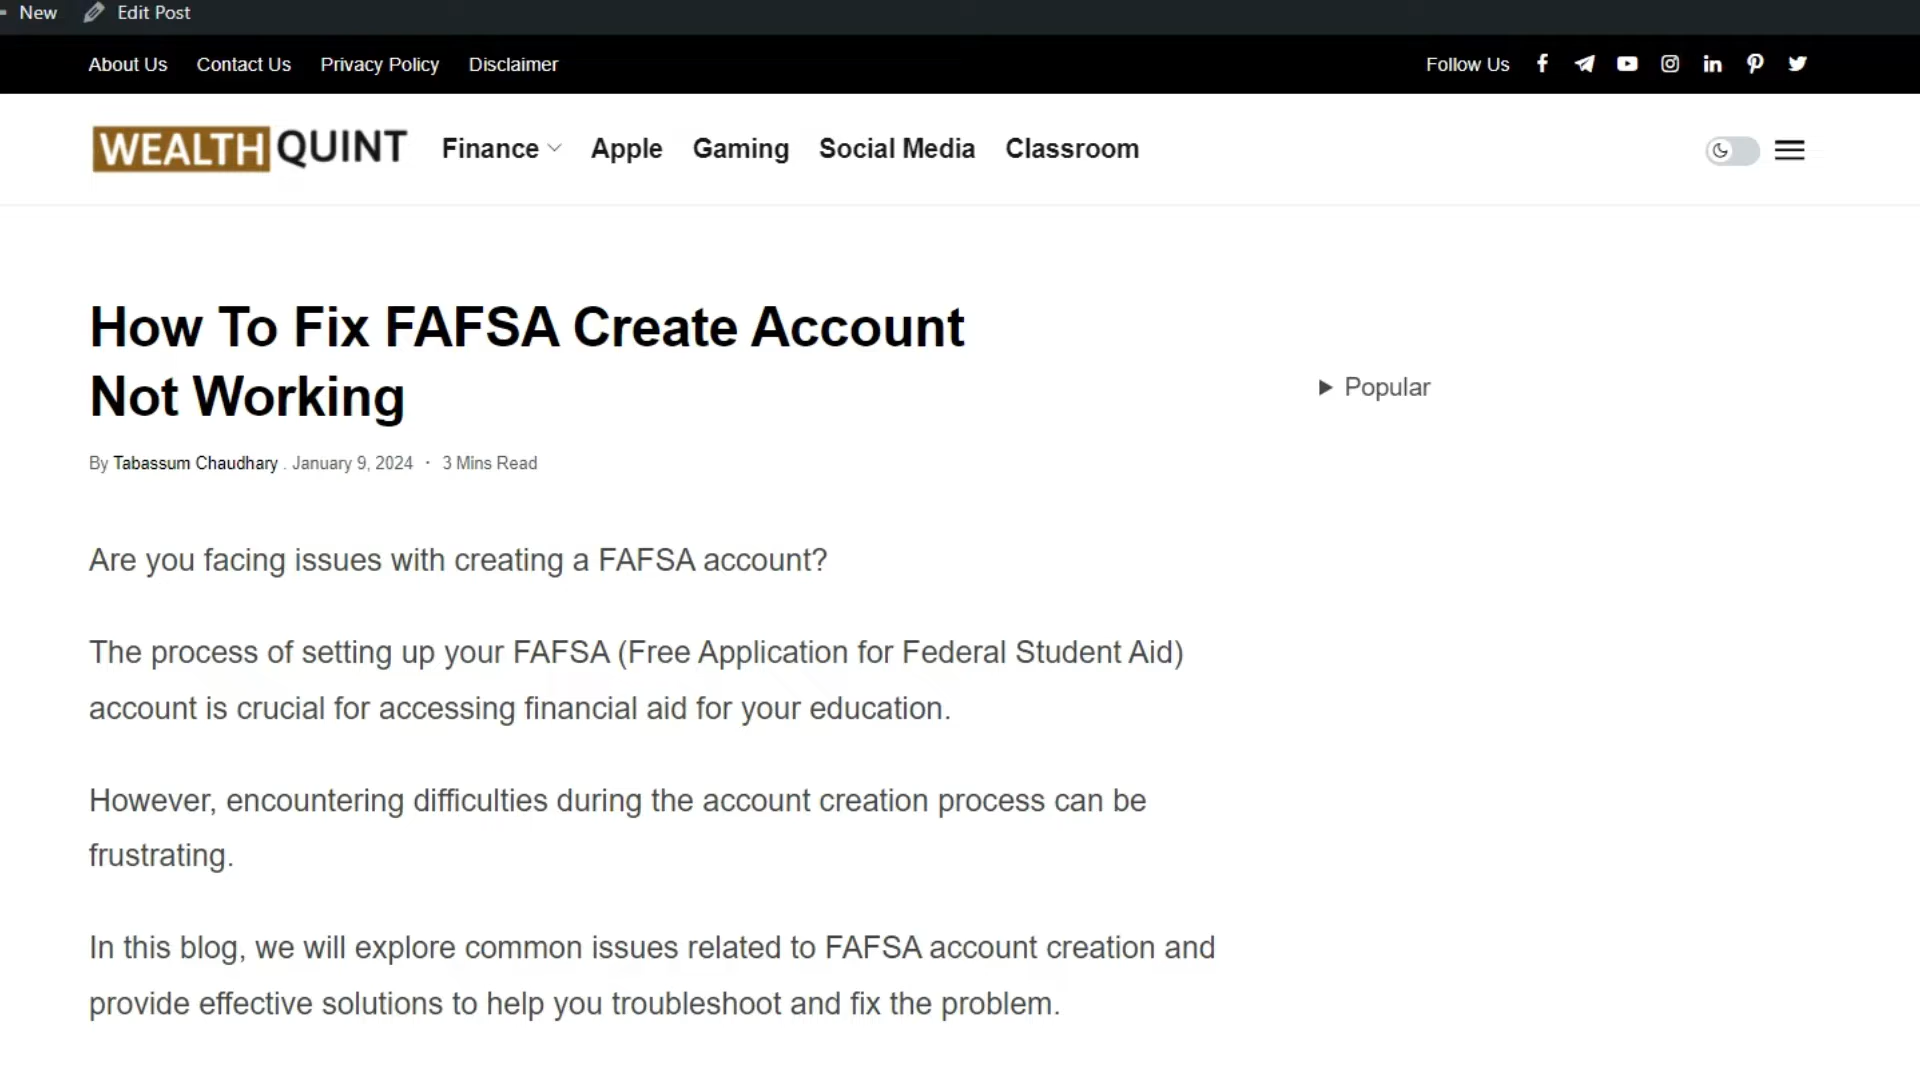 New Edit Post
About Us Contact Us Privacy Policy Disclaimer Follow Us
WEALTH QUINT Finance Apple Gaming Social Media Classroom
How To Fix FAFSA Create Account
Not Working
Popular
By Tabassum Chaudhary . January 9, 2024 · 3 Mins Read
Are you facing issues with creating a FAFSA account?
The process of setting up your FAFSA (Free Application for Federal Student Aid)
account is crucial for accessing financial aid for your education.
However, encountering difficulties during the account creation process can be
frustrating.
In this blog, we will explore common issues related to FAFSA account creation and
provide effective solutions to help you troubleshoot and fix the problem.